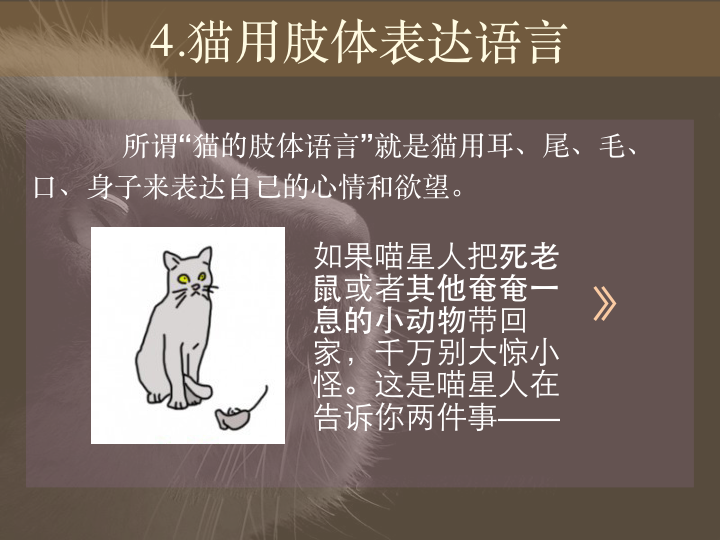 4.猫用肢体表达语言
所谓“猫的肢体语言”就是猫用耳、尾、毛、
口、身子来表达自已的心情和欲望。
如果喵星人把死老
鼠或者其他奄奄一
息的小动物带回
家，千万别大惊小
怪。这是喵星人在
告诉你两件事——
》